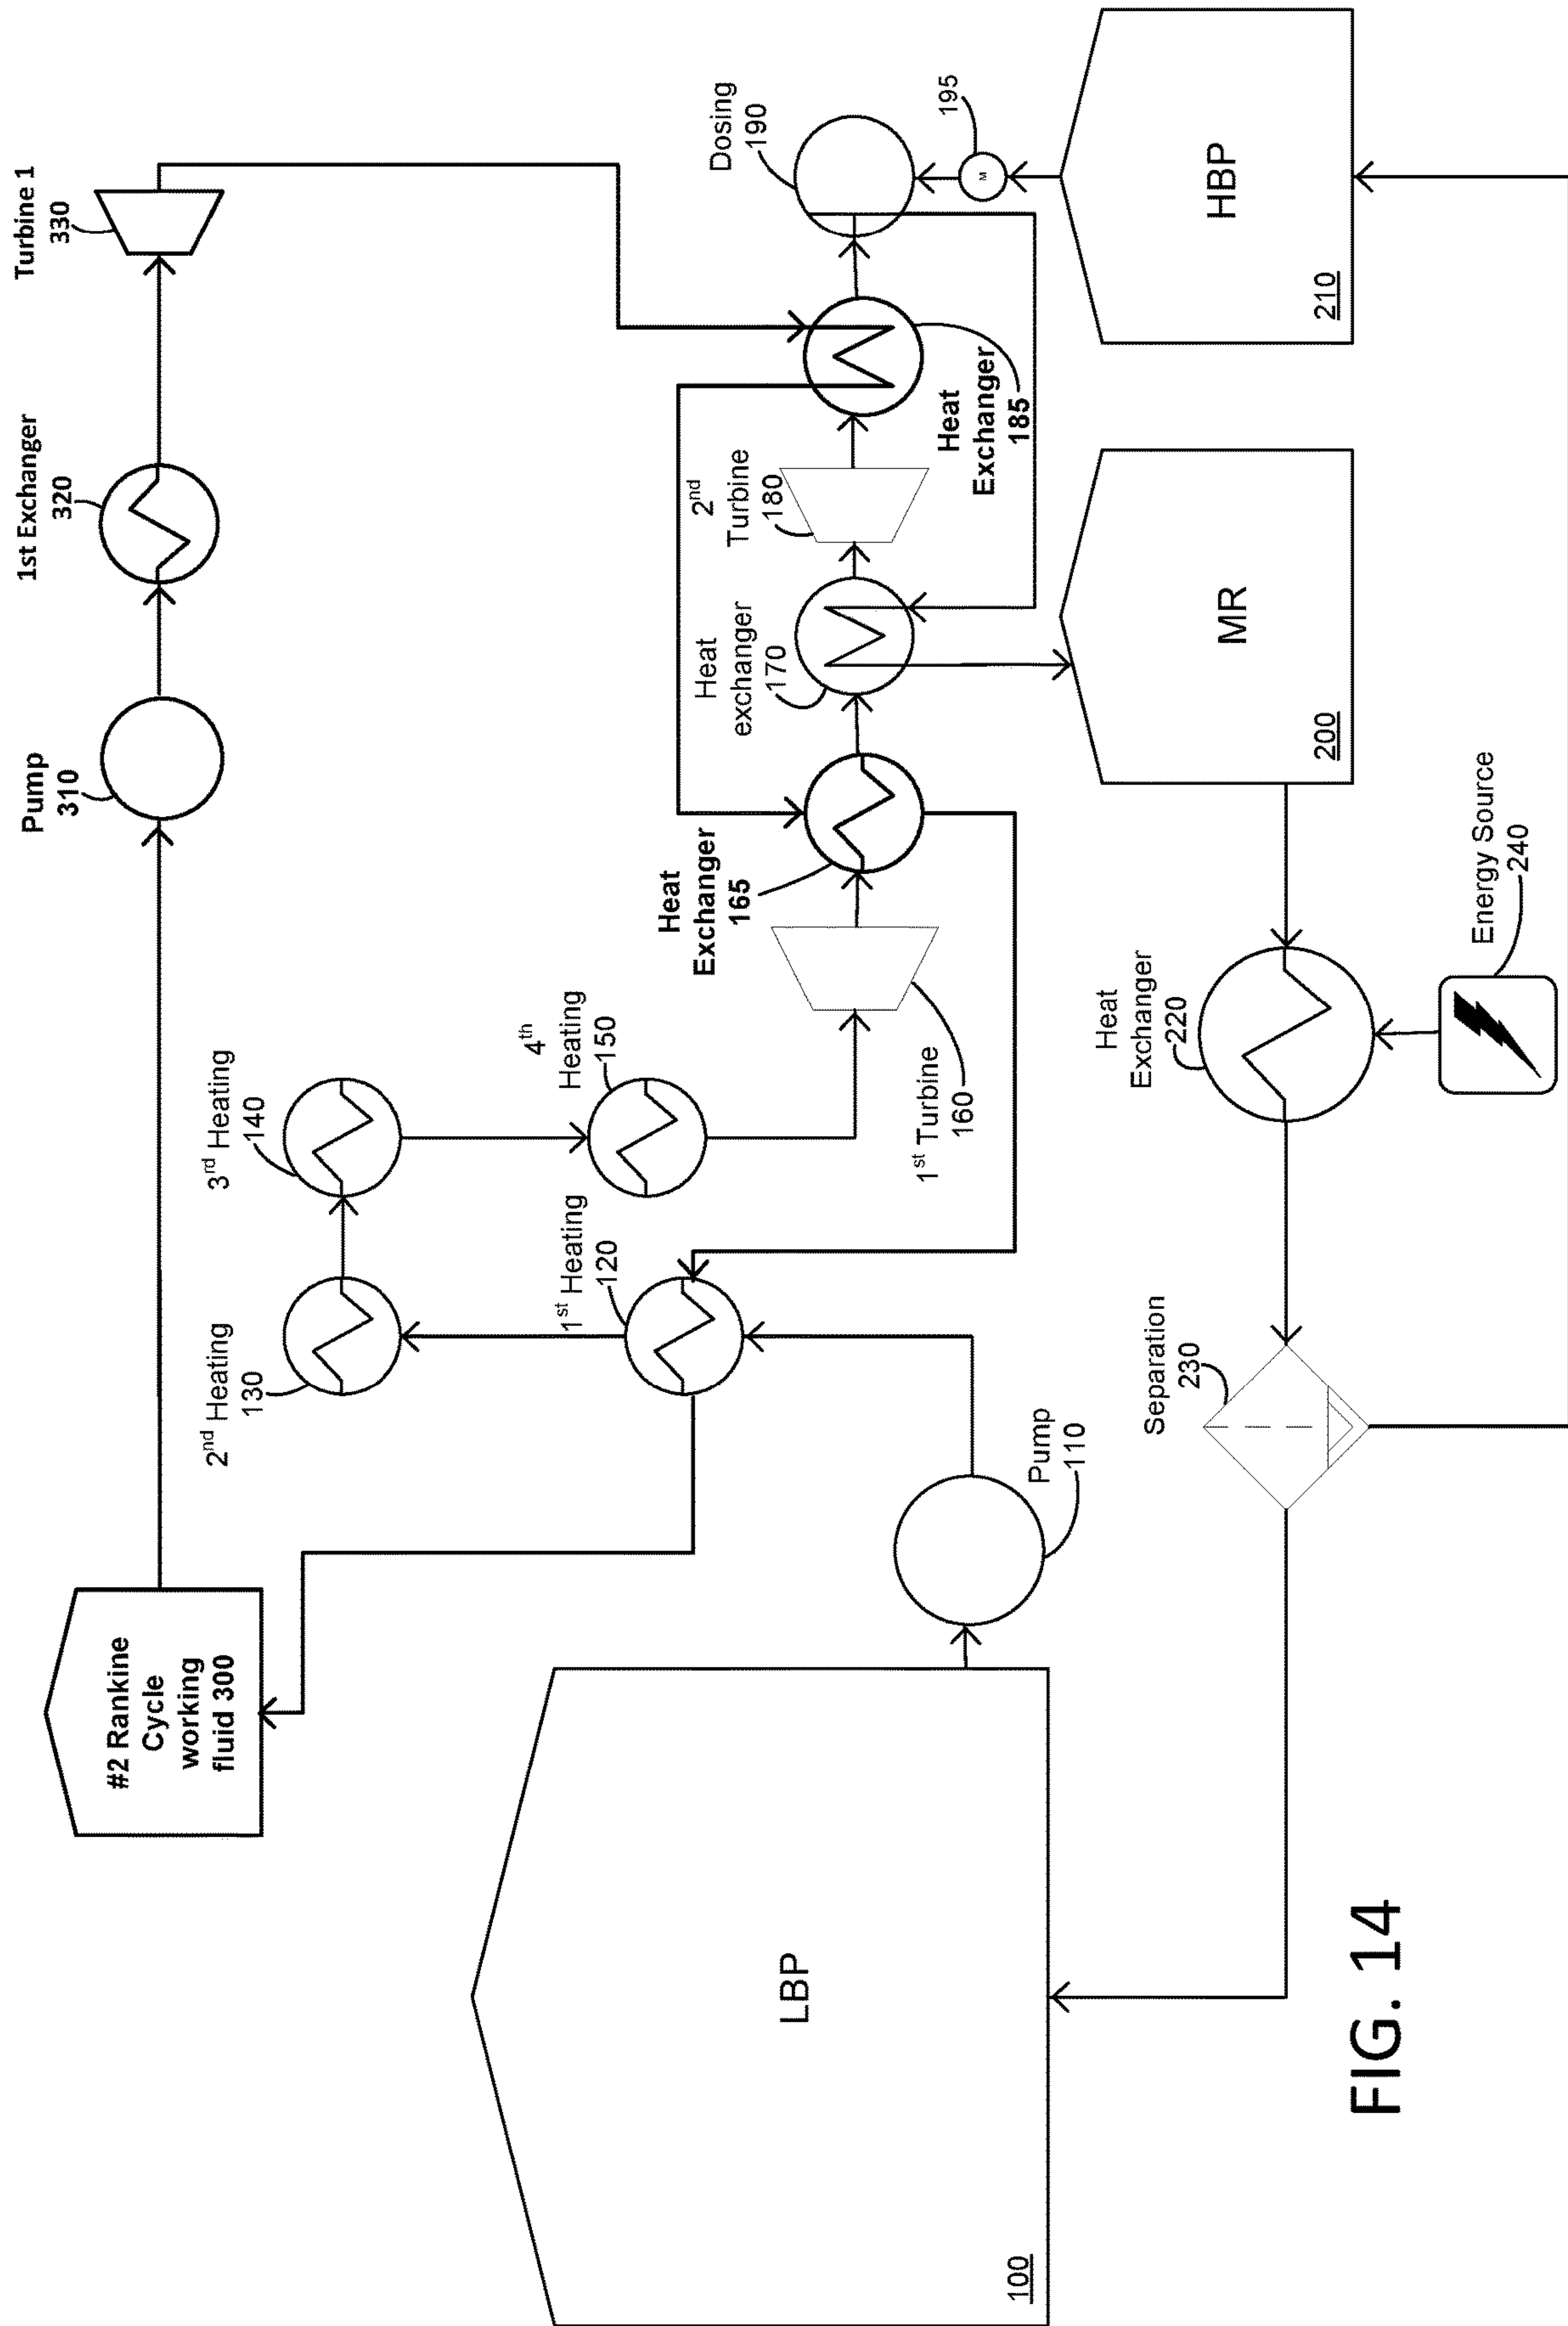 Turbine 1
330
1st Exchanger
320
Pump
310
#2 Rankine
Cycle
working
fluid 300
Dosing
190
195
M
HBP
210
Heat
Exchanger
185
2nd
Turbine
180
Heat
exchanger
170
MR
200
Heat
Exchanger
165
4th
Heating
150
3rd Heating
140
1st Turbine
160
2nd Heating
130
1st Heating
120
Heat
Exchanger
220
Energy Source
240
Separation
230
Pump
110
LBP
100
FIG. 14